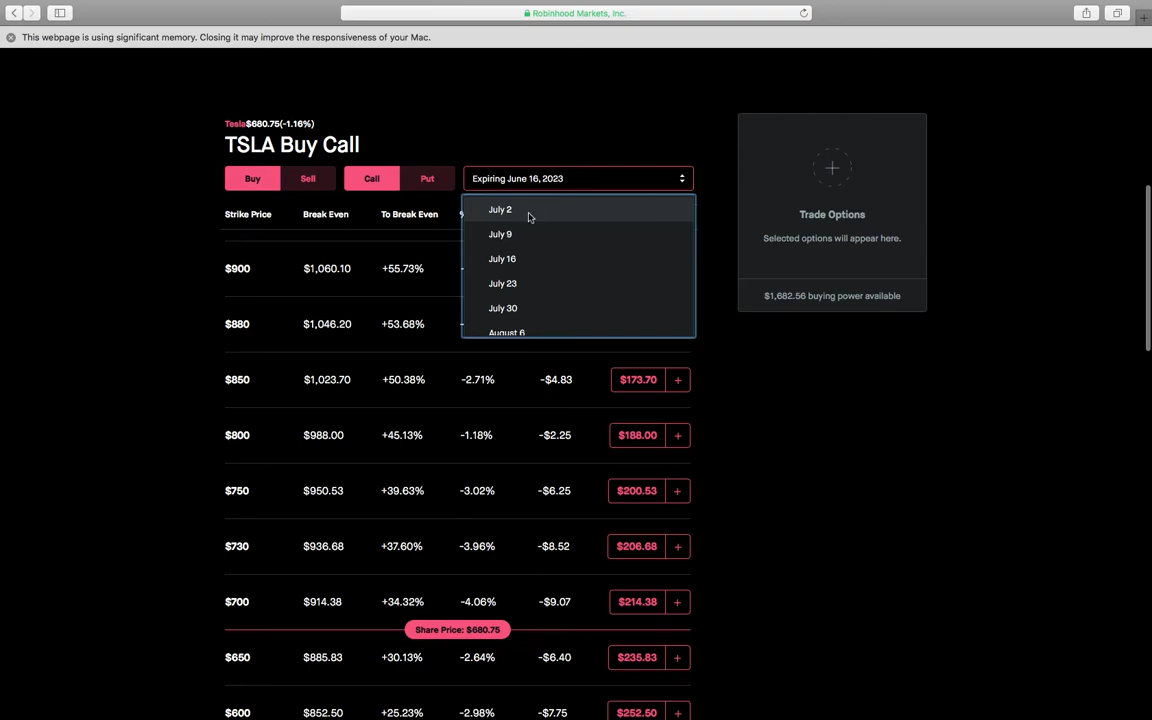 Robinhood Markets, Inc.
This webpage is using significant memory. Closing it may improve the responsiveness of your Mac.
Tesla$680.75(-1.16%)
TSLA Buy Call
Buy Sell Call Put Expiring June 16, 2023
Strike Price Break Even To Break Even %
July 2
July 9
July 16
July 23
July 30
August 6
$900 $1,060.10 +55.73%
$880 $1,046.20 +53.68%
$850 $1,023.70 +50.38% -2.71% -$4.83 $173.70 +
$800 $988.00 +45.13% -1.18% -$2.25 $188.00 +
$750 $950.53 +39.63% -3.02% -$6.25 $200.53 +
$730 $936.68 +37.60% -3.96% -$8.52 $206.68 +
$700 $914.38 +34.32% -4.06% -$9.07 $214.38 +
Share Price: $680.75
$650 $885.83 +30.13% -2.64% -$6.40 $235.83 +
$600 $852.50 +25.23% -2.98% -$7.75 $252.50 +
Trade Options
Selected options will appear here.
$1,682.56 buying power available